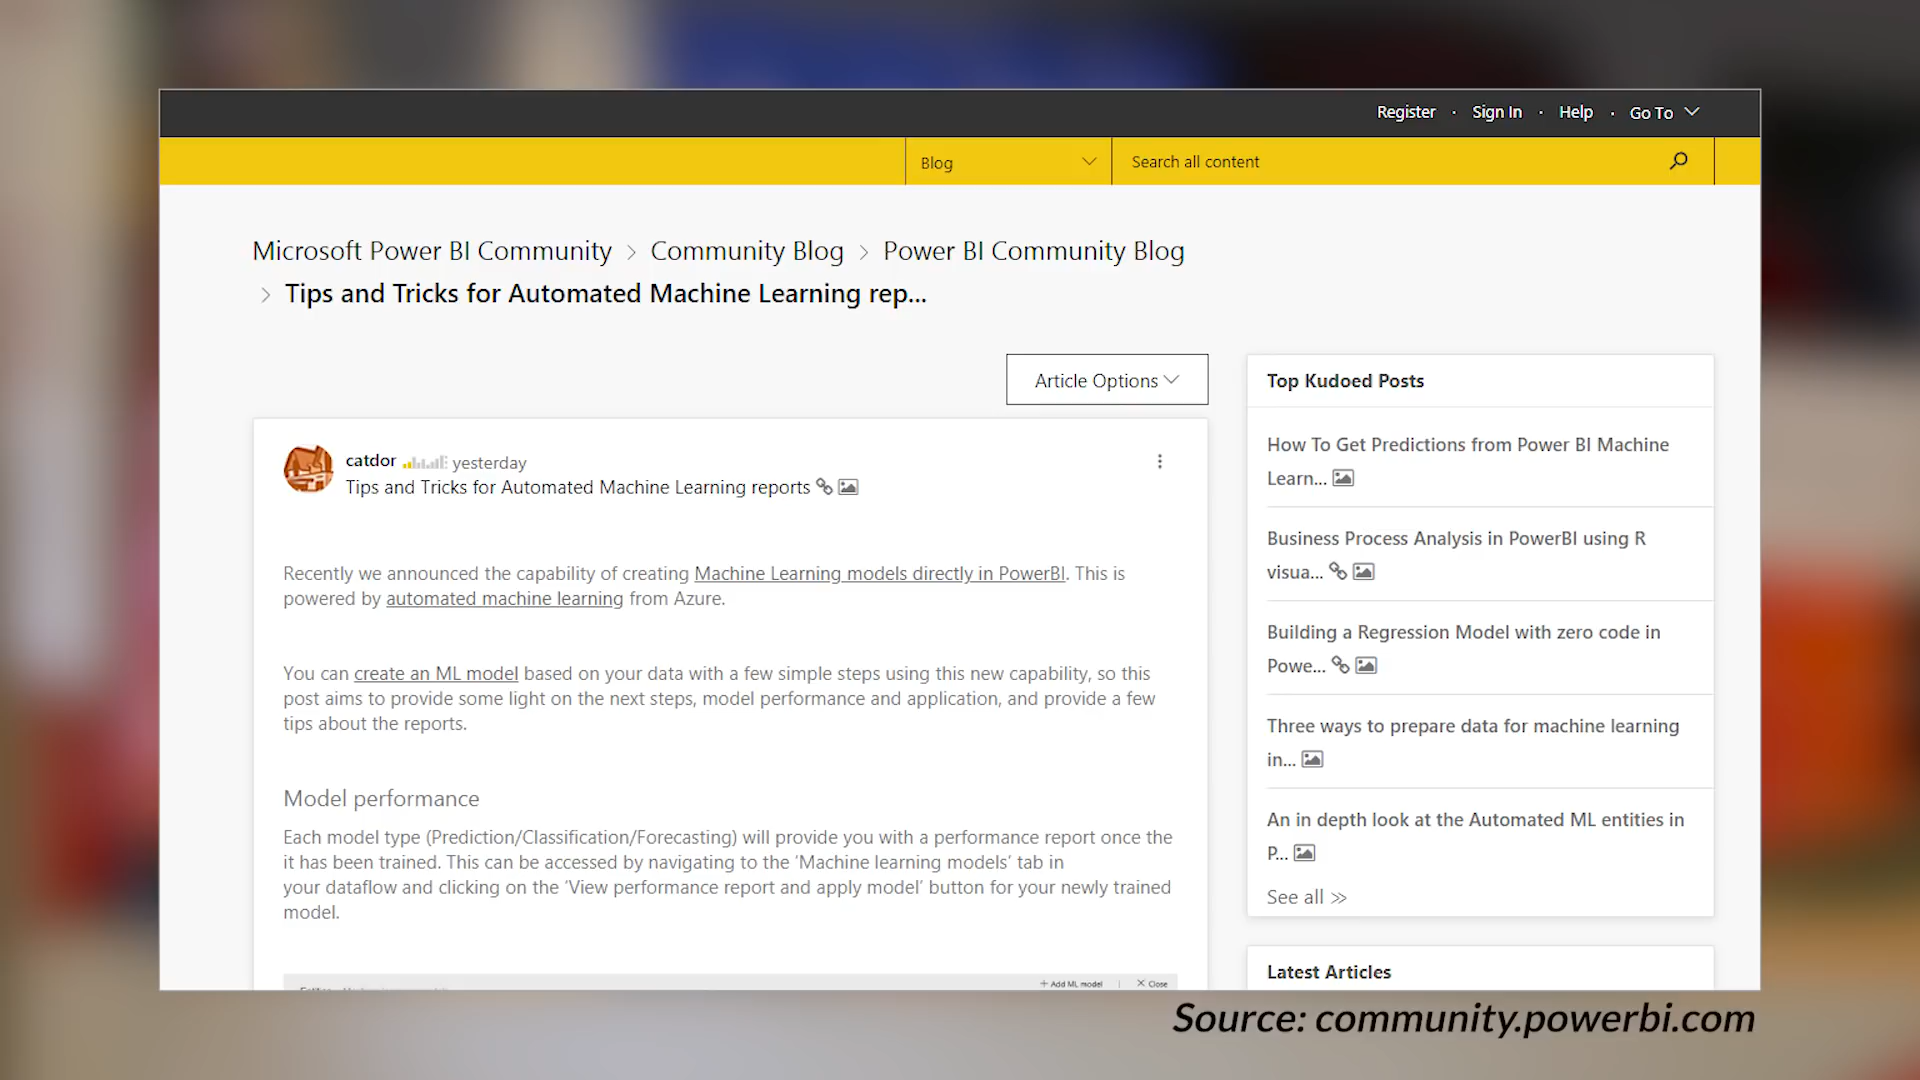 Register · Sign In · Help · Go To
Blog
Search all content
Microsoft Power BI Community > Community Blog > Power BI Community Blog
> Tips and Tricks for Automated Machine Learning rep...
Article Options
catdor yesterday
Tips and Tricks for Automated Machine Learning reports
Recently we announced the capability of creating Machine Learning models directly in PowerBI. This is
powered by automated machine learning from Azure.
You can create an ML model based on your data with a few simple steps using this new capability, so this
post aims to provide some light on the next steps, model performance and application, and provide a few
tips about the reports.
Model performance
Each model type (Prediction/Classification/Forecasting) will provide you with a performance report once the
it has been trained. This can be accessed by navigating to the ‘Machine learning models’ tab in
your dataflow and clicking on the ‘View performance report and apply model’ button for your newly trained
model.
+ Add ML model | X Close
Top Kudoed Posts
How To Get Predictions from Power BI Machine
Learn...
Business Process Analysis in PowerBI using R
visua...
Building a Regression Model with zero code in
Powe...
Three ways to prepare data for machine learning
in...
An in depth look at the Automated ML entities in
P...
See all >>
Latest Articles
Source: community.powerbi.com